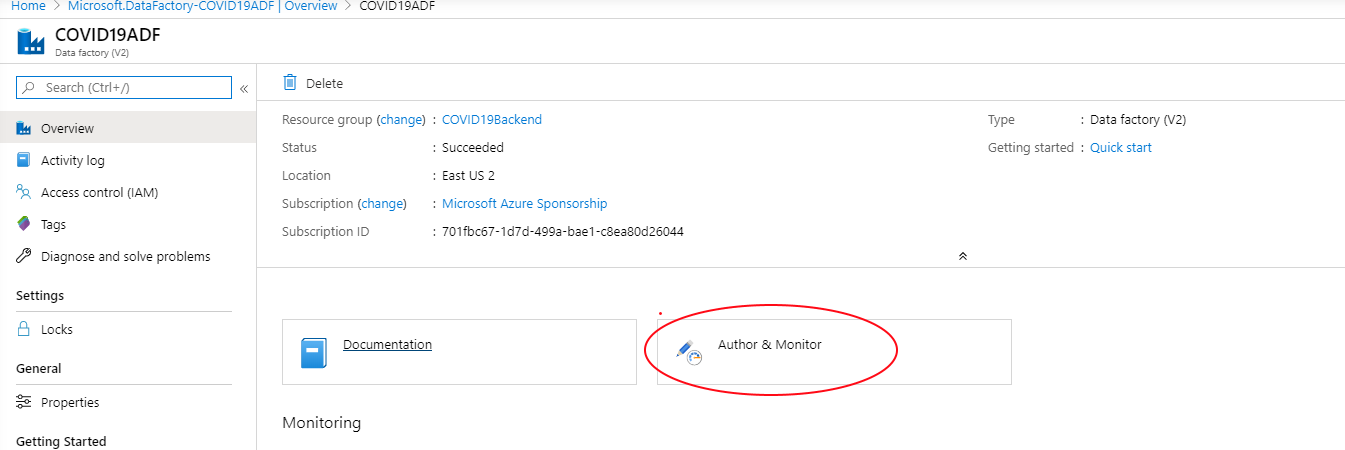 Home > Microsoft.DataFactory-COVID19ADF | Overview > COVID19ADF
COVID19ADF
Data factory (V2)
Search (Ctrl+/)
«
Delete
Overview
Activity log
Access control (IAM)
Tags
Diagnose and solve problems
Settings
Locks
General
Properties
Getting Started
Resource group (change) : COVID19Backend
Status : Succeeded
Location : East US 2
Subscription (change) : Microsoft Azure Sponsorship
Subscription ID : 701fbc67-1d7d-499a-bae1-c8ea80d26044
Type : Data factory (V2)
Getting started : Quick start
Documentation
Author & Monitor
Monitoring